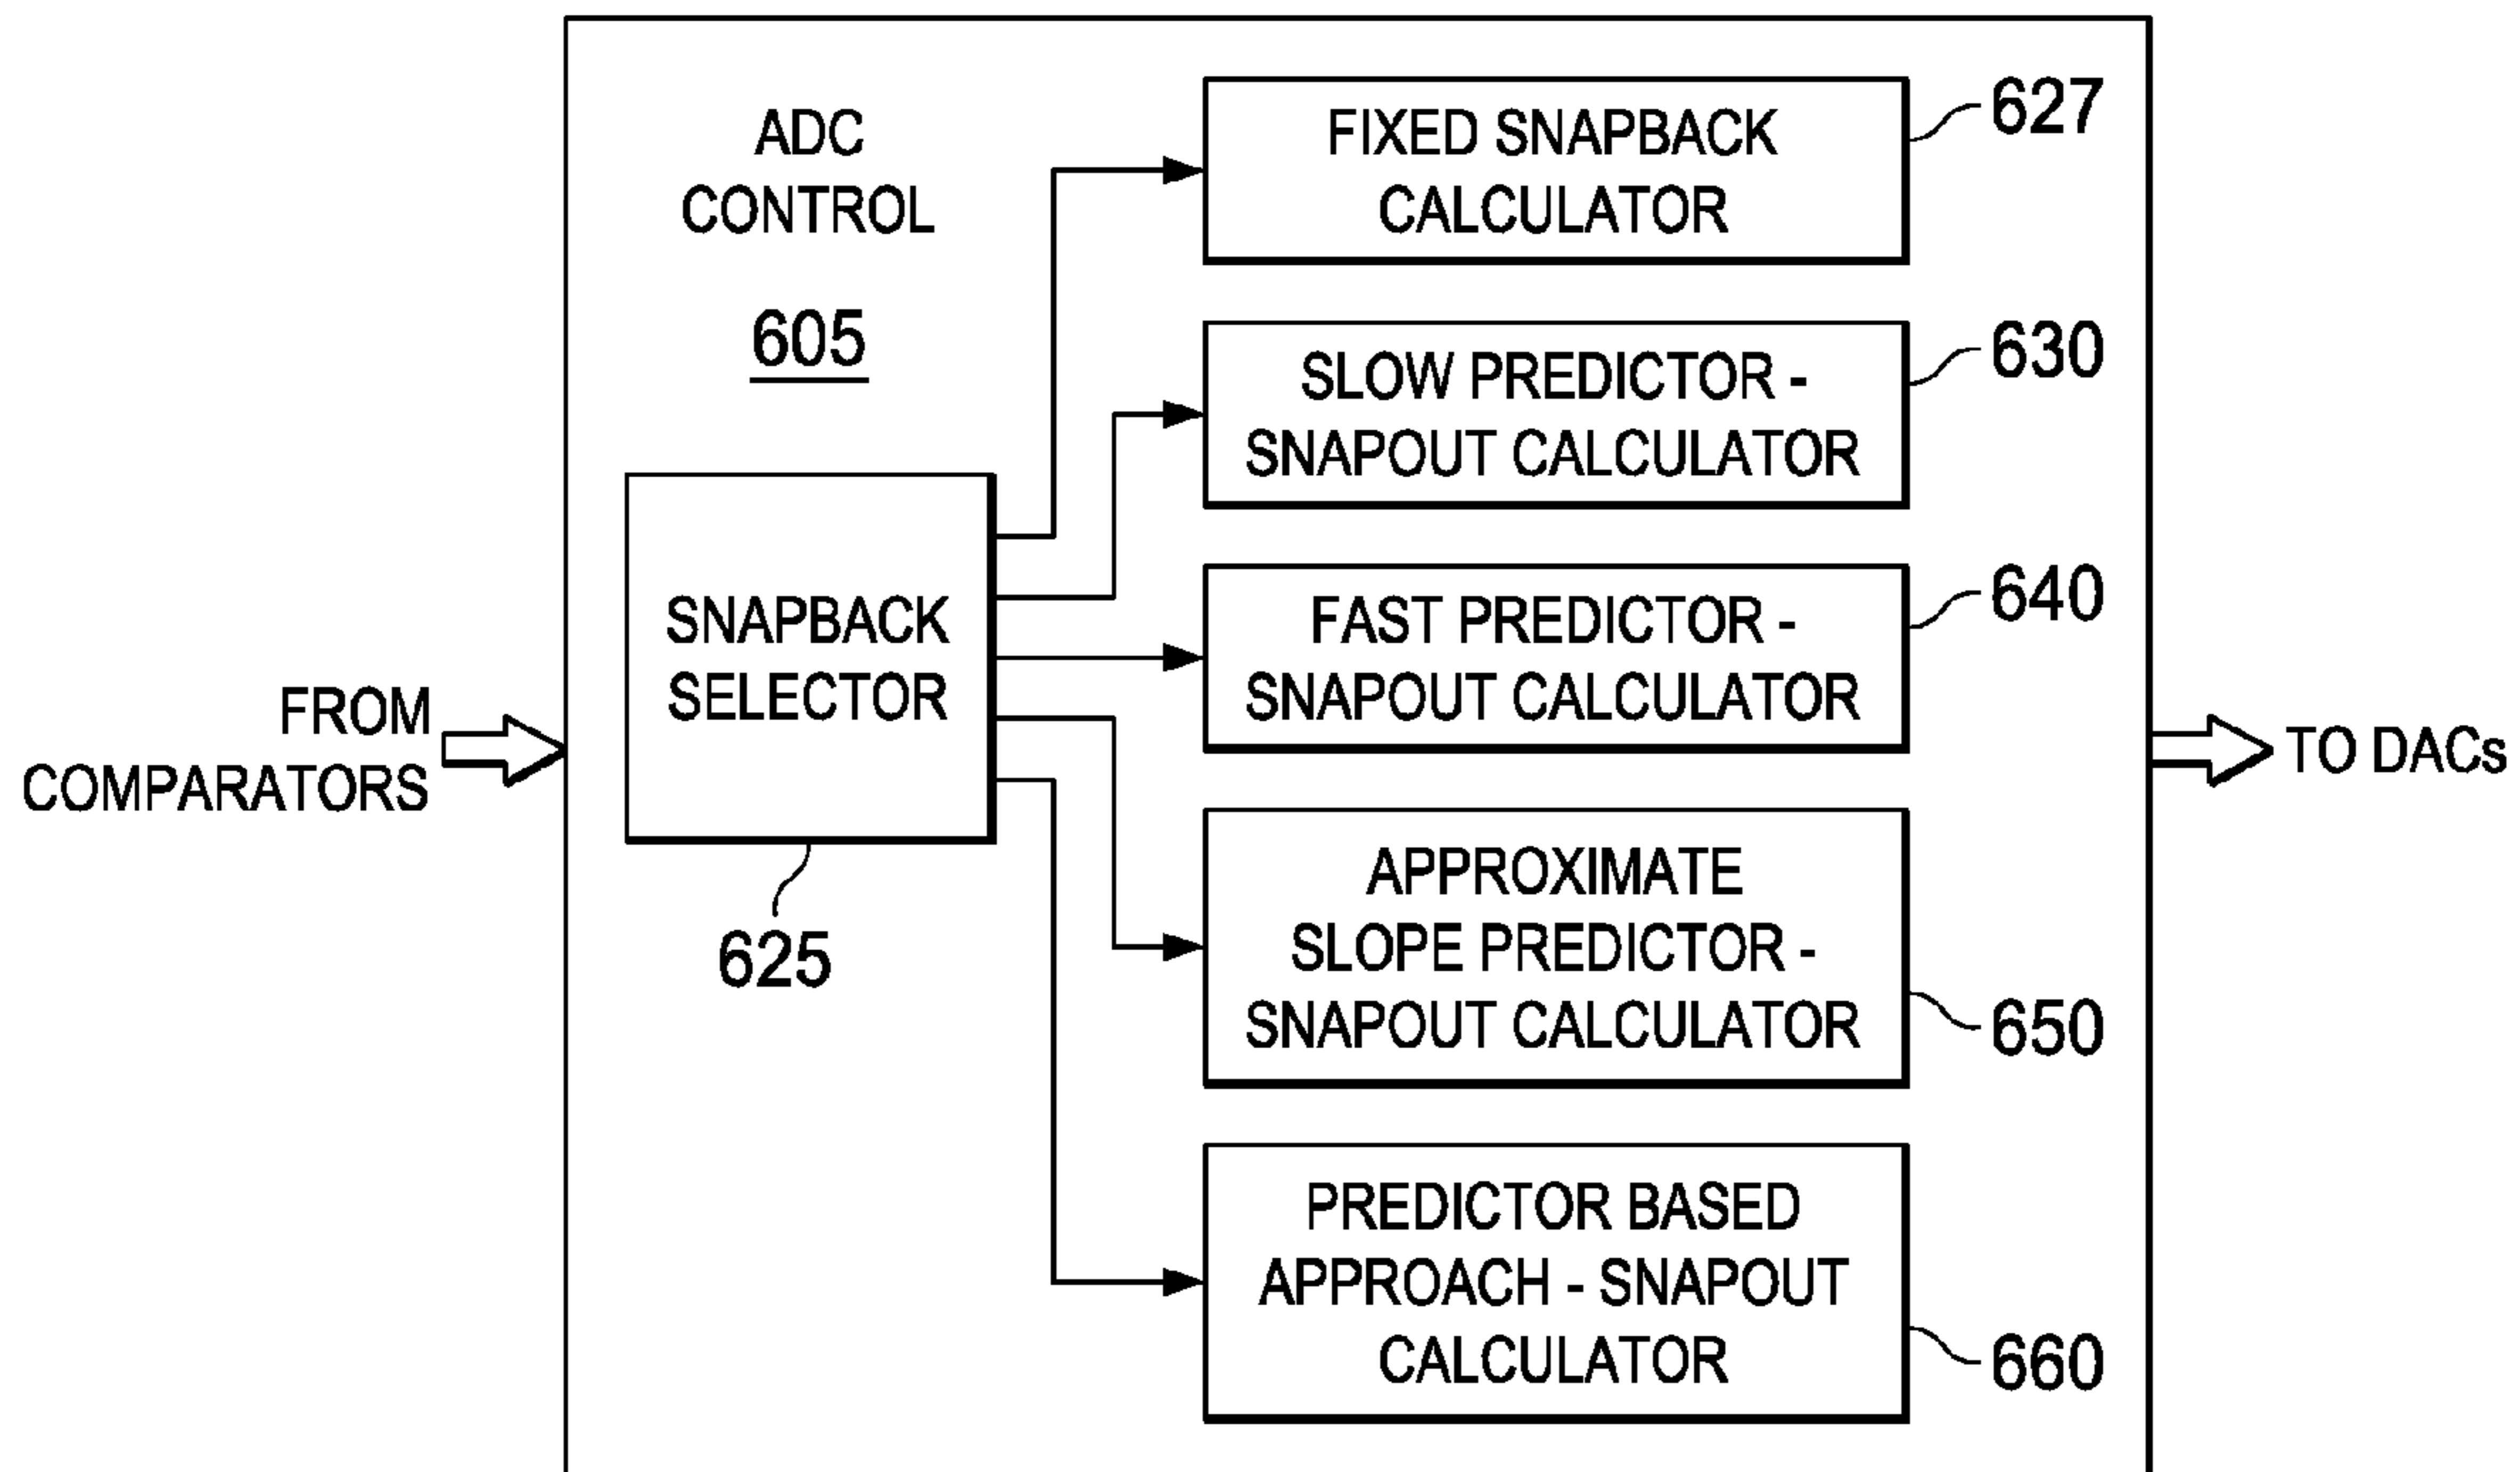 ADC
CONTROL
605
FIXED SNAPBACK
CALCULATOR
627
SLOW PREDICTOR -
SNAPOUT CALCULATOR
630
SNAPBACK
SELECTOR
625
FAST PREDICTOR -
SNAPOUT CALCULATOR
640
FROM
COMPARATORS
TO DACs
APPROXIMATE
SLOPE PREDICTOR -
SNAPOUT CALCULATOR
650
PREDICTOR BASED
APPROACH - SNAPOUT
CALCULATOR
660